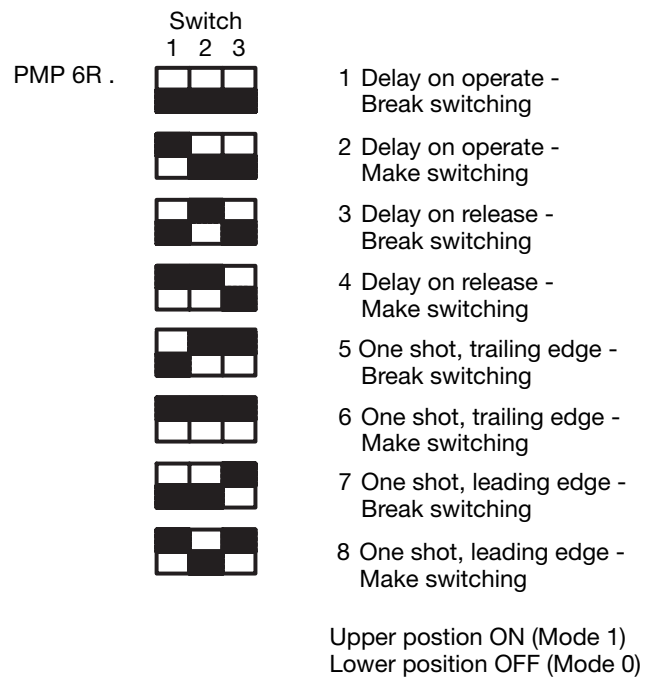 Switch
1 2 3
PMP 6R .
1 Delay on operate -
Break switching
2 Delay on operate -
Make switching
3 Delay on release -
Break switching
4 Delay on release -
Make switching
5 One shot, trailing edge -
Break switching
6 One shot, trailing edge -
Make switching
7 One shot, leading edge -
Break switching
8 One shot, leading edge -
Make switching
Upper postion ON (Mode 1)
Lower position OFF (Mode 0)